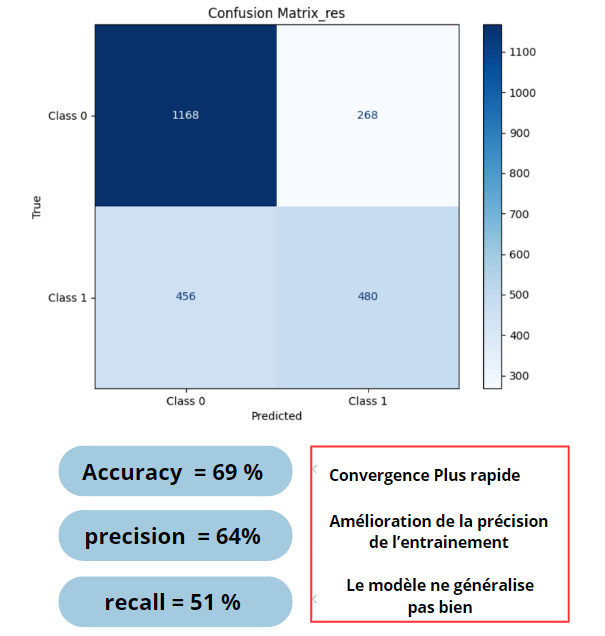 Confusion Matrix_res
Class 0
1168
268
Class 1
456
480
True
Class 0
Class 1
Predicted
1100
1000
900
800
700
600
500
400
300
Accuracy = 69 %
precision = 64%
recall = 51 %
Convergence Plus rapide
Amélioration de la précision
de l’entrainement
Le modèle ne généralise
pas bien